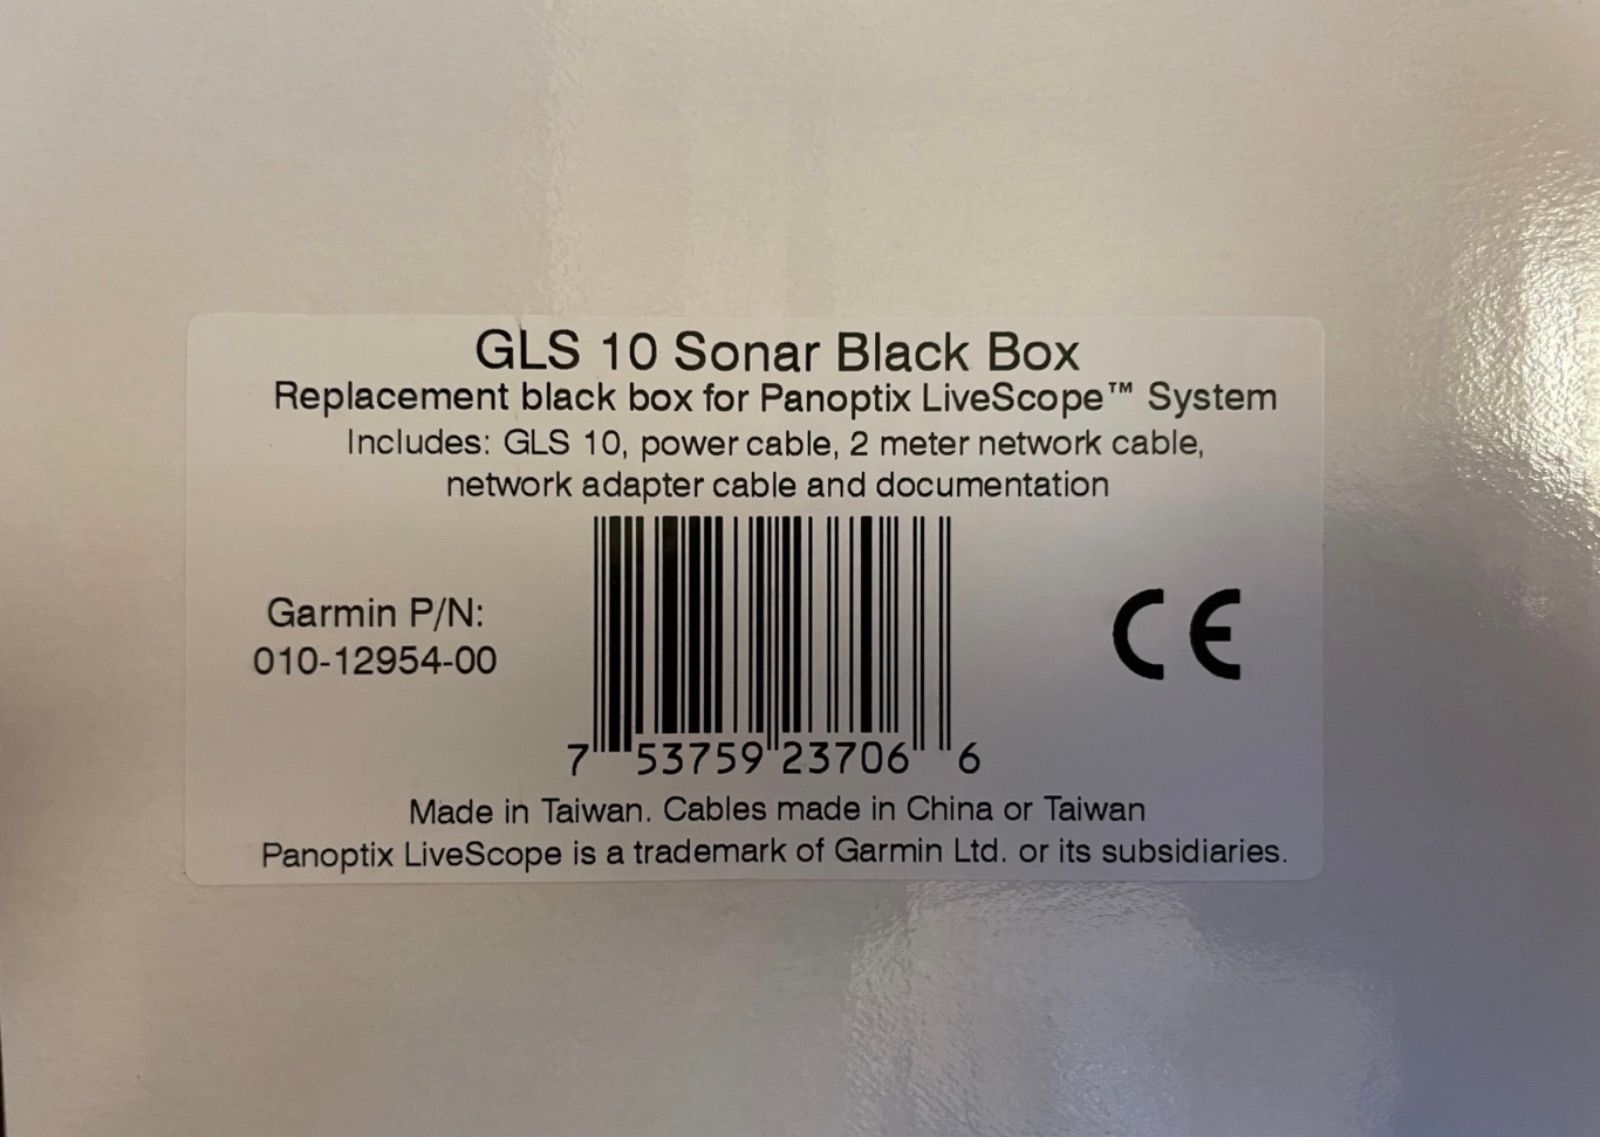 GLS 10 Sonar Black Box
Replacement black box for Panoptix LiveScope™ System
Includes: GLS 10, power cable, 2 meter network cable,
network adapter cable and documentation
Garmin P/N:
010-12954-00
CE
7 53759 23706 6
Made in Taiwan. Cables made in China or Taiwan
Panoptix LiveScope is a trademark of Garmin Ltd. or its subsidiaries.